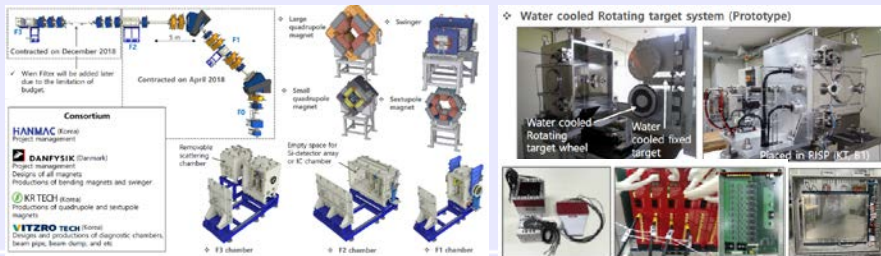 F3
Contracted on December 2018
F2
5 m
Contracted on April 2018
F1
F0
✓ Wien Filter will be added later
due to the limitation of
budget.
❖ Large
quadrupole
magnet
❖ Swinger
❖ Small
quadrupole
magnet
❖ Sextupole
magnet
Consortium
HANMAC (Korea)
Project management
DANFYSIK (Danmark)
Project management
Designs of all magnets
Productions of bending magnets and swinger
KR TECH (Korea)
Productions of quadrupole and sextupole
magnets
VITZRO TECH (Korea)
Designs and productions of diagnostic chambers,
beam pipe, beam dump, and etc
Removable
scattering
chamber
Empty space for
Si-detector array
or IC chamber
❖ F3 chamber
❖ F2 chamber
❖ F1 chamber
❖ Water cooled Rotating target system (Prototype)
Water cooled
Rotating
target wheel
Water
cooled fixed
target
Placed in RISP (KT, B1)